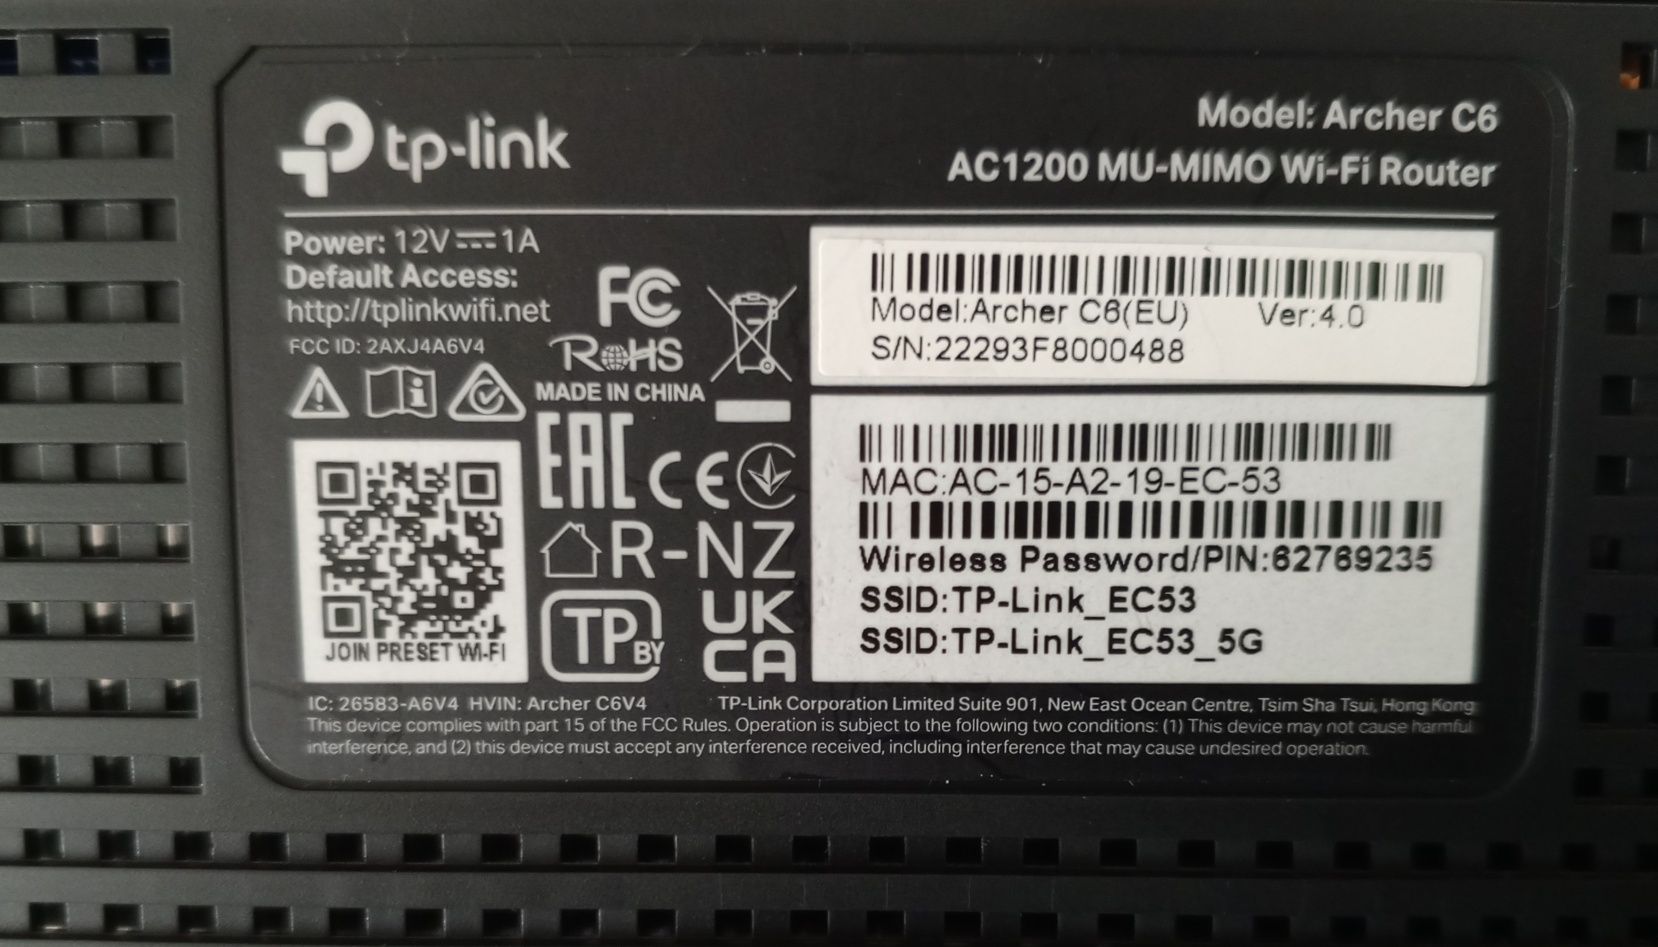 tp-link
Model: Archer C6
AC1200 MU-MIMO Wi-Fi Router
Power: 12V⎓1A
Default Access:
http://tplinkwifi.net
FCC ID: 2AXJ4A6V4
FC
RoHS
MADE IN CHINA
EAC CE
R-NZ
TP BY
UK
CA
JOIN PRESET WI-FI
Model:Archer C6(EU) Ver:4.0
S/N:22293F8000488
MAC:AC-15-A2-19-EC-53
Wireless Password/PIN:62769235
SSID:TP-Link_EC53
SSID:TP-Link_EC53_5G
IC: 26583-A6V4 HVIN: Archer C6V4 TP-Link Corporation Limited Suite 901, New East Ocean Centre, Tsim Sha Tsui, Hong Kong
This device complies with part 15 of the FCC Rules. Operation is subject to the following two conditions: (1) This device may not cause harmful
interference, and (2) this device must accept any interference received, including interference that may cause undesired operation.